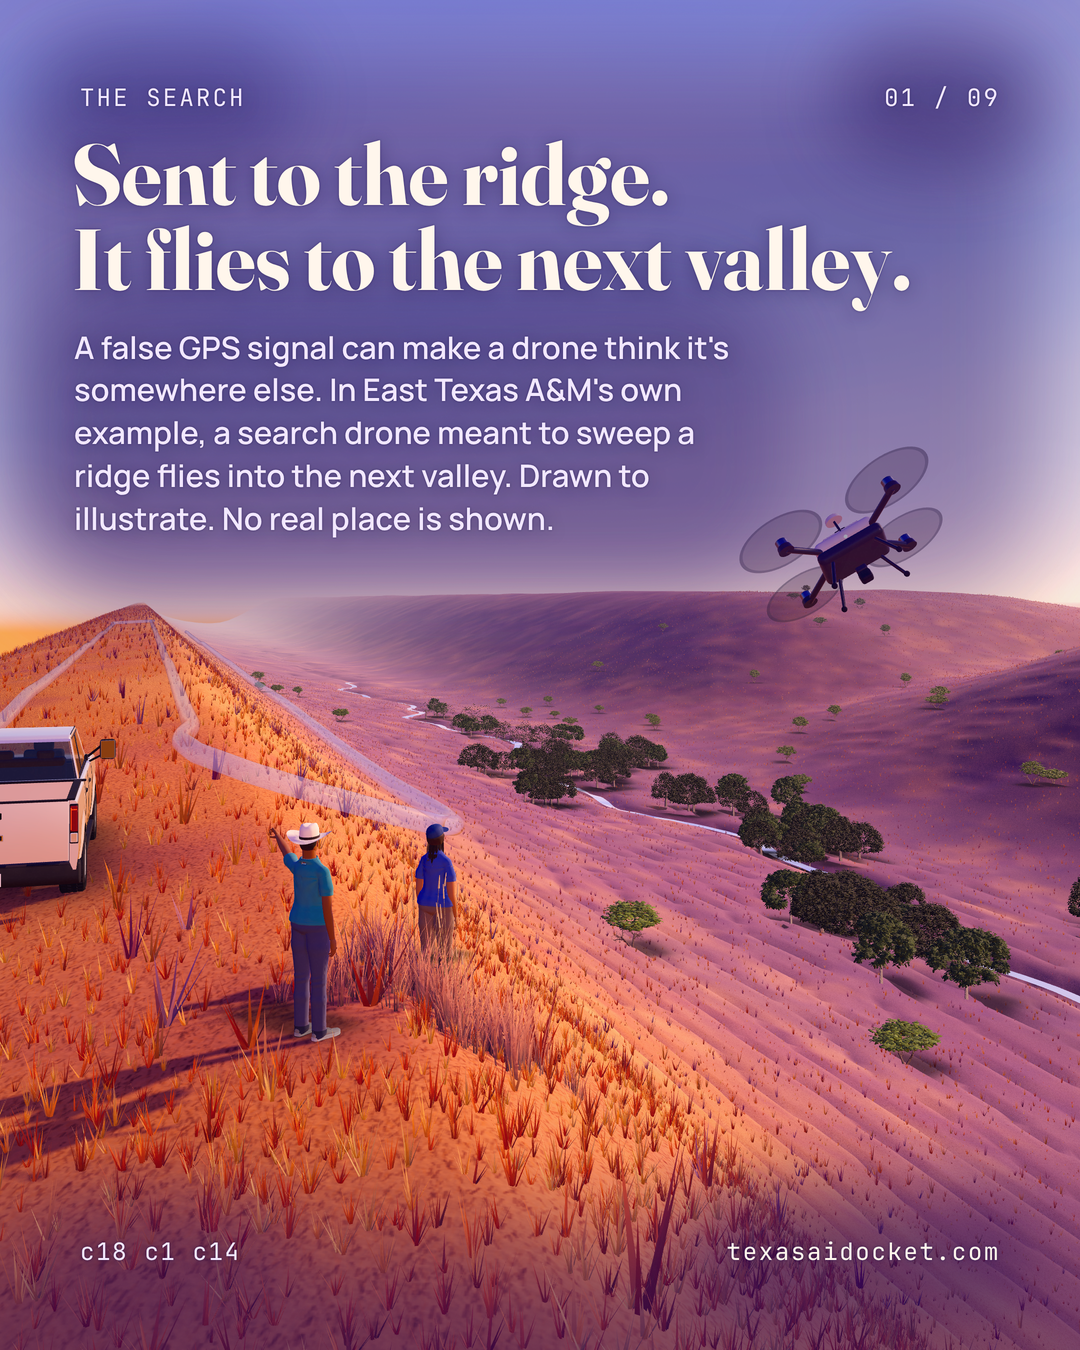 THE SEARCH
01 / 09
Sent to the ridge.
It flies to the next valley.
A false GPS signal can make a drone think it's
somewhere else. In East Texas A&M's own
example, a search drone meant to sweep a
ridge flies into the next valley. Drawn to
illustrate. No real place is shown.
c18 c1 c14
texasaidocket.com